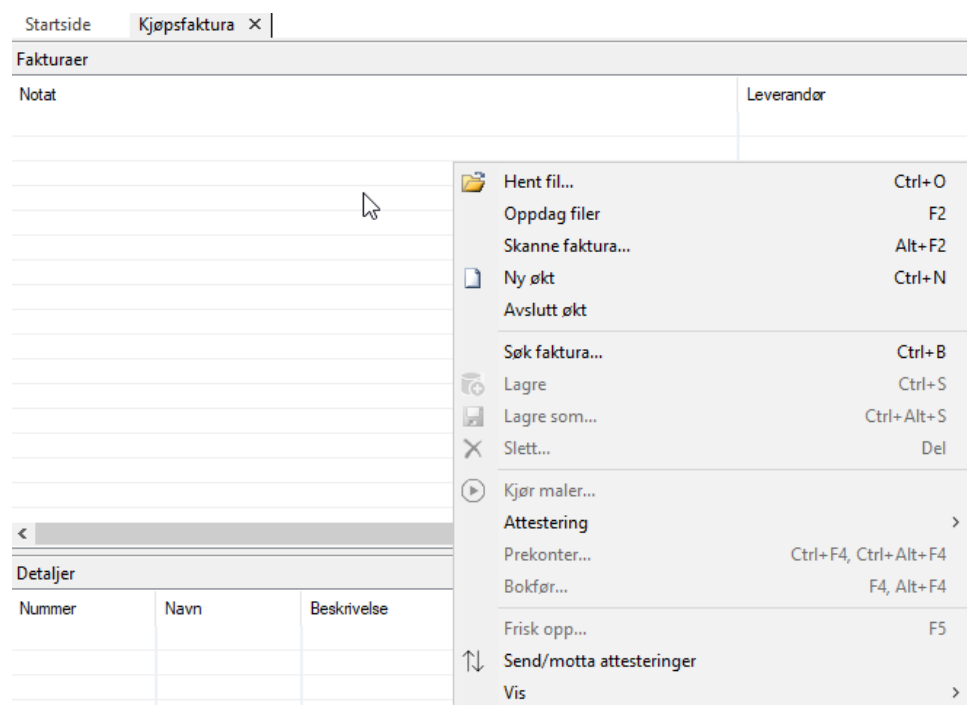 Startside Kjøpsfaktura
Fakturaer
Notat Leverandør
Hent fil... Ctrl+O
Oppdag filer F2
Skanne faktura... Alt+F2
Ny økt Ctrl+N
Avslutt økt
Søk faktura... Ctrl+B
Lagre Ctrl+S
Lagre som... Ctrl+Alt+S
Slett... Del
Kjør maler...
Attestering
Prekonter... Ctrl+F4, Ctrl+Alt+F4
Bokfør... F4, Alt+F4
Frisk opp... F5
Send/motta attesteringer
Vis
Detaljer
Nummer Navn Beskrivelse